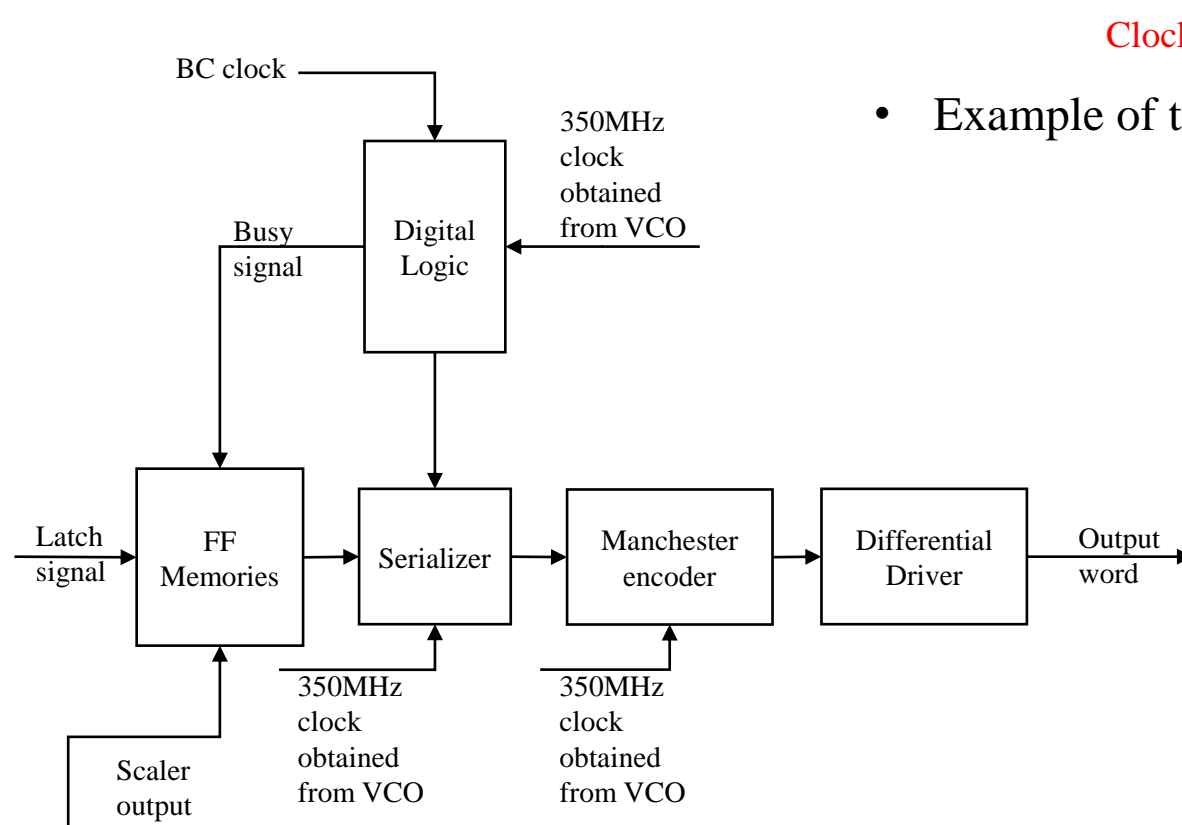 Clock
• Example of t
BC clock
350MHz
clock
obtained
from VCO
Busy
signal
Digital
Logic
Latch
signal
FF
Memories
Serializer
Manchester
encoder
Differential
Driver
Output
word
350MHz
clock
obtained
from VCO
350MHz
clock
obtained
from VCO
Scaler
output